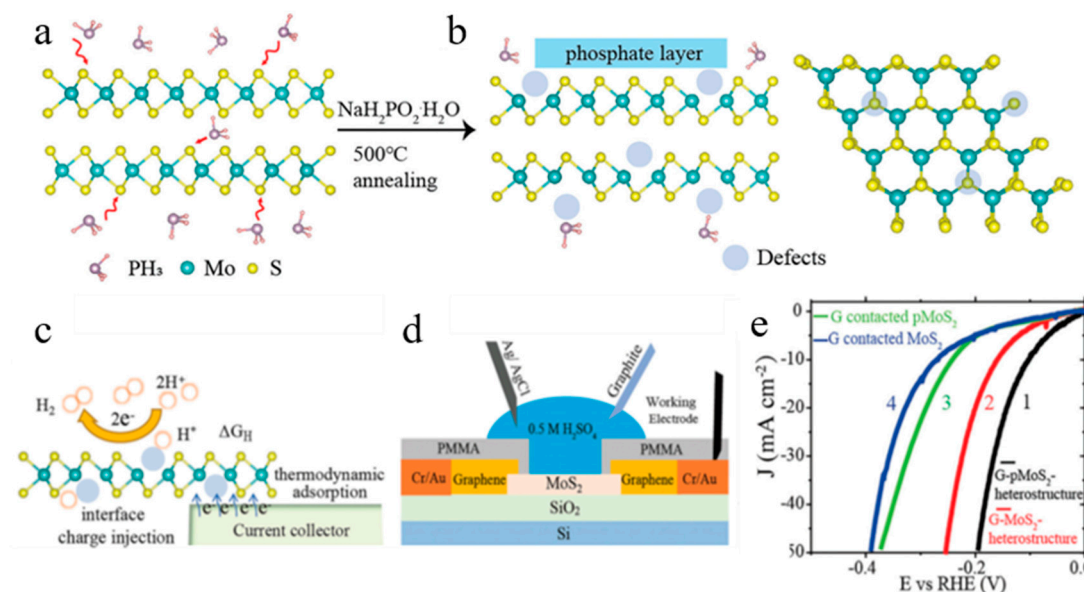 a
NaH₂PO₂·H₂O
500℃
annealing
PH₃
Mo
S
b
phosphate layer
Defects
c
H₂
2H⁺
2e⁻
H*
ΔG_H
thermodynamic
adsorption
interface
charge injection
e⁻ e⁻ e⁻ e⁻
Current collector
d
Ag/AgCl
Graphite
Working
Electrode
0.5 M H₂SO₄
PMMA
PMMA
Cr/Au
Graphene
MoS₂
Graphene
Cr/Au
SiO₂
Si
e
G contacted pMoS₂
G contacted MoS₂
4
3
2
1
G-pMoS₂-
heterostructure
G-MoS₂-
heterostructure
J (mA cm⁻²)
0
-10
-20
-30
-40
50
-0.4
-0.2
0.0
E vs RHE (V)